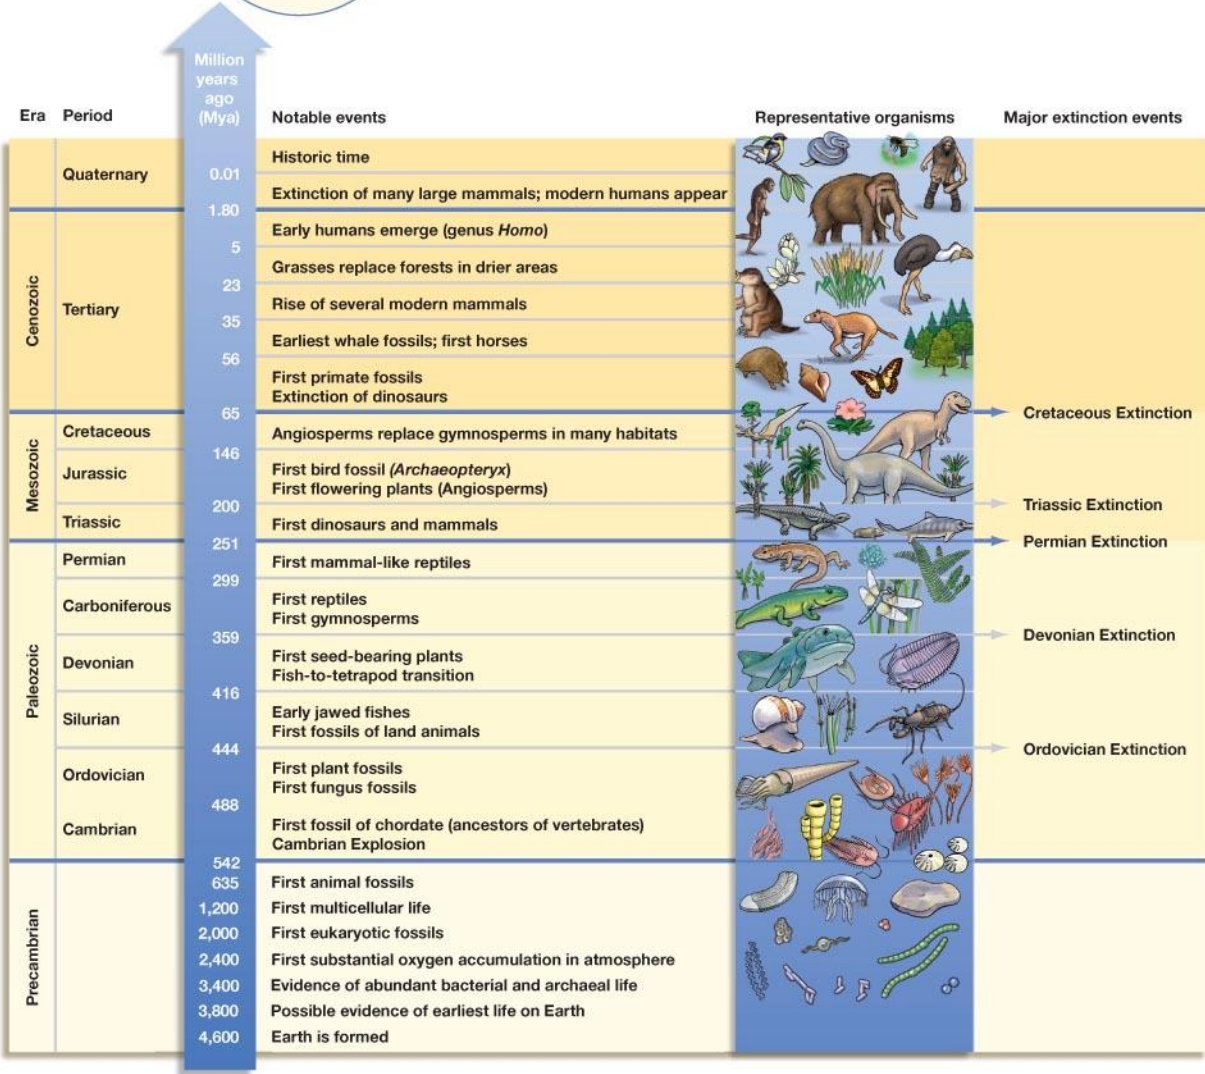 Million
years
ago
(Mya)
Era Period Notable events Representative organisms Major extinction events
Historic time
Quaternary
0.01
Extinction of many large mammals; modern humans appear
1.80
Early humans emerge (genus Homo)
5
Grasses replace forests in drier areas
23
Cenozoic
Tertiary
Rise of several modern mammals
35
Earliest whale fossils; first horses
56
First primate fossils
Extinction of dinosaurs
65
Cretaceous Extinction
Mesozoic
Cretaceous
Angiosperms replace gymnosperms in many habitats
146
Jurassic
First bird fossil (Archaeopteryx)
First flowering plants (Angiosperms)
200
Triassic Extinction
Triassic
First dinosaurs and mammals
251
Permian Extinction
Paleozoic
Permian
First mammal-like reptiles
299
Carboniferous
First reptiles
First gymnosperms
359
Devonian Extinction
Devonian
First seed-bearing plants
Fish-to-tetrapod transition
416
Silurian
Early jawed fishes
First fossils of land animals
444
Ordovician Extinction
Ordovician
First plant fossils
First fungus fossils
488
Cambrian
First fossil of chordate (ancestors of vertebrates)
Cambrian Explosion
542
Precambrian
635 First animal fossils
1,200 First multicellular life
2,000 First eukaryotic fossils
2,400 First substantial oxygen accumulation in atmosphere
3,400 Evidence of abundant bacterial and archaeal life
3,800 Possible evidence of earliest life on Earth
4,600 Earth is formed